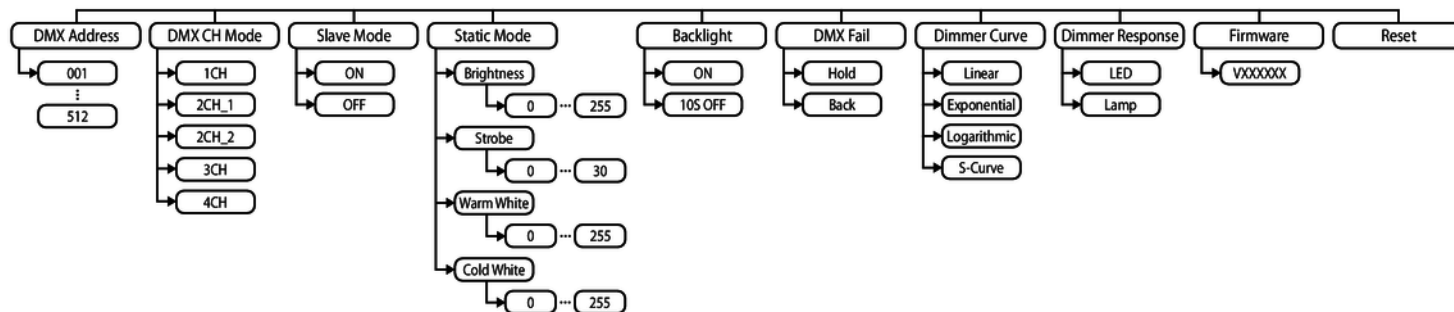 DMX Address
001
⋮
512
DMX CH Mode
1CH
2CH_1
2CH_2
3CH
4CH
Slave Mode
ON
OFF
Static Mode
Brightness
0 ··· 255
Strobe
0 ··· 30
Warm White
0 ··· 255
Cold White
0 ··· 255
Backlight
ON
10S OFF
DMX Fail
Hold
Back
Dimmer Curve
Linear
Exponential
Logarithmic
S-Curve
Dimmer Response
LED
Lamp
Firmware
VXXXXXX
Reset